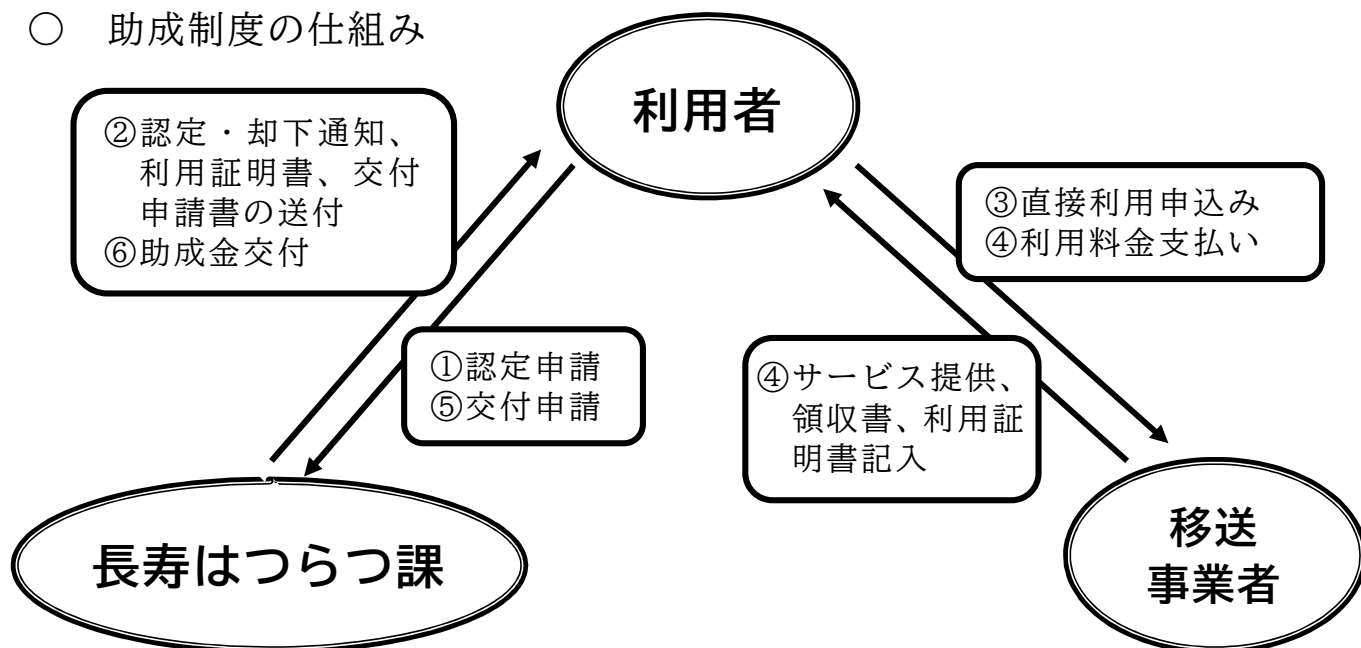 ○ 助成制度の仕組み
利用者
②認定・却下通知、
利用証明書、交付
申請書の送付
⑥助成金交付
③直接利用申込み
④利用料金支払い
①認定申請
⑤交付申請
④サービス提供、
領収書、利用証
明書記入
長寿はつらつ課
移送
事業者